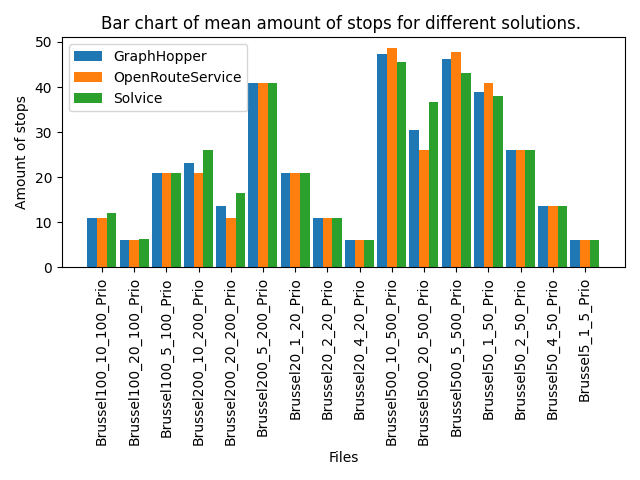 Bar chart of mean amount of stops for different solutions.
GraphHopper
OpenRouteService
Solvice
Amount of stops
50
40
30
20
10
0
Brussel100_10_100_Prio
Brussel100_20_100_Prio
Brussel100_5_100_Prio
Brussel200_10_200_Prio
Brussel200_20_200_Prio
Brussel200_5_200_Prio
Brussel20_1_20_Prio
Brussel20_2_20_Prio
Brussel20_4_20_Prio
Brussel500_10_500_Prio
Brussel500_20_500_Prio
Brussel500_5_500_Prio
Brussel50_1_50_Prio
Brussel50_2_50_Prio
Brussel50_4_50_Prio
Brussel5_1_5_Prio
Files